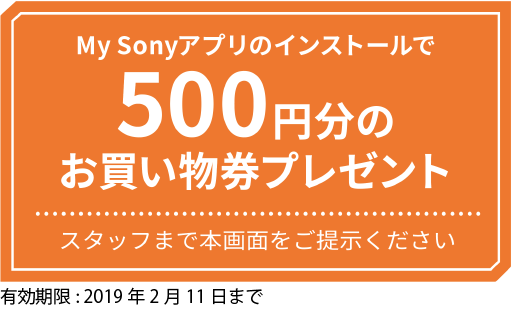 My Sonyアプリのインストールで
500円分の
お買い物券プレゼント
スタッフまで本画面をご提示ください
有効期限:2019年2月11日まで